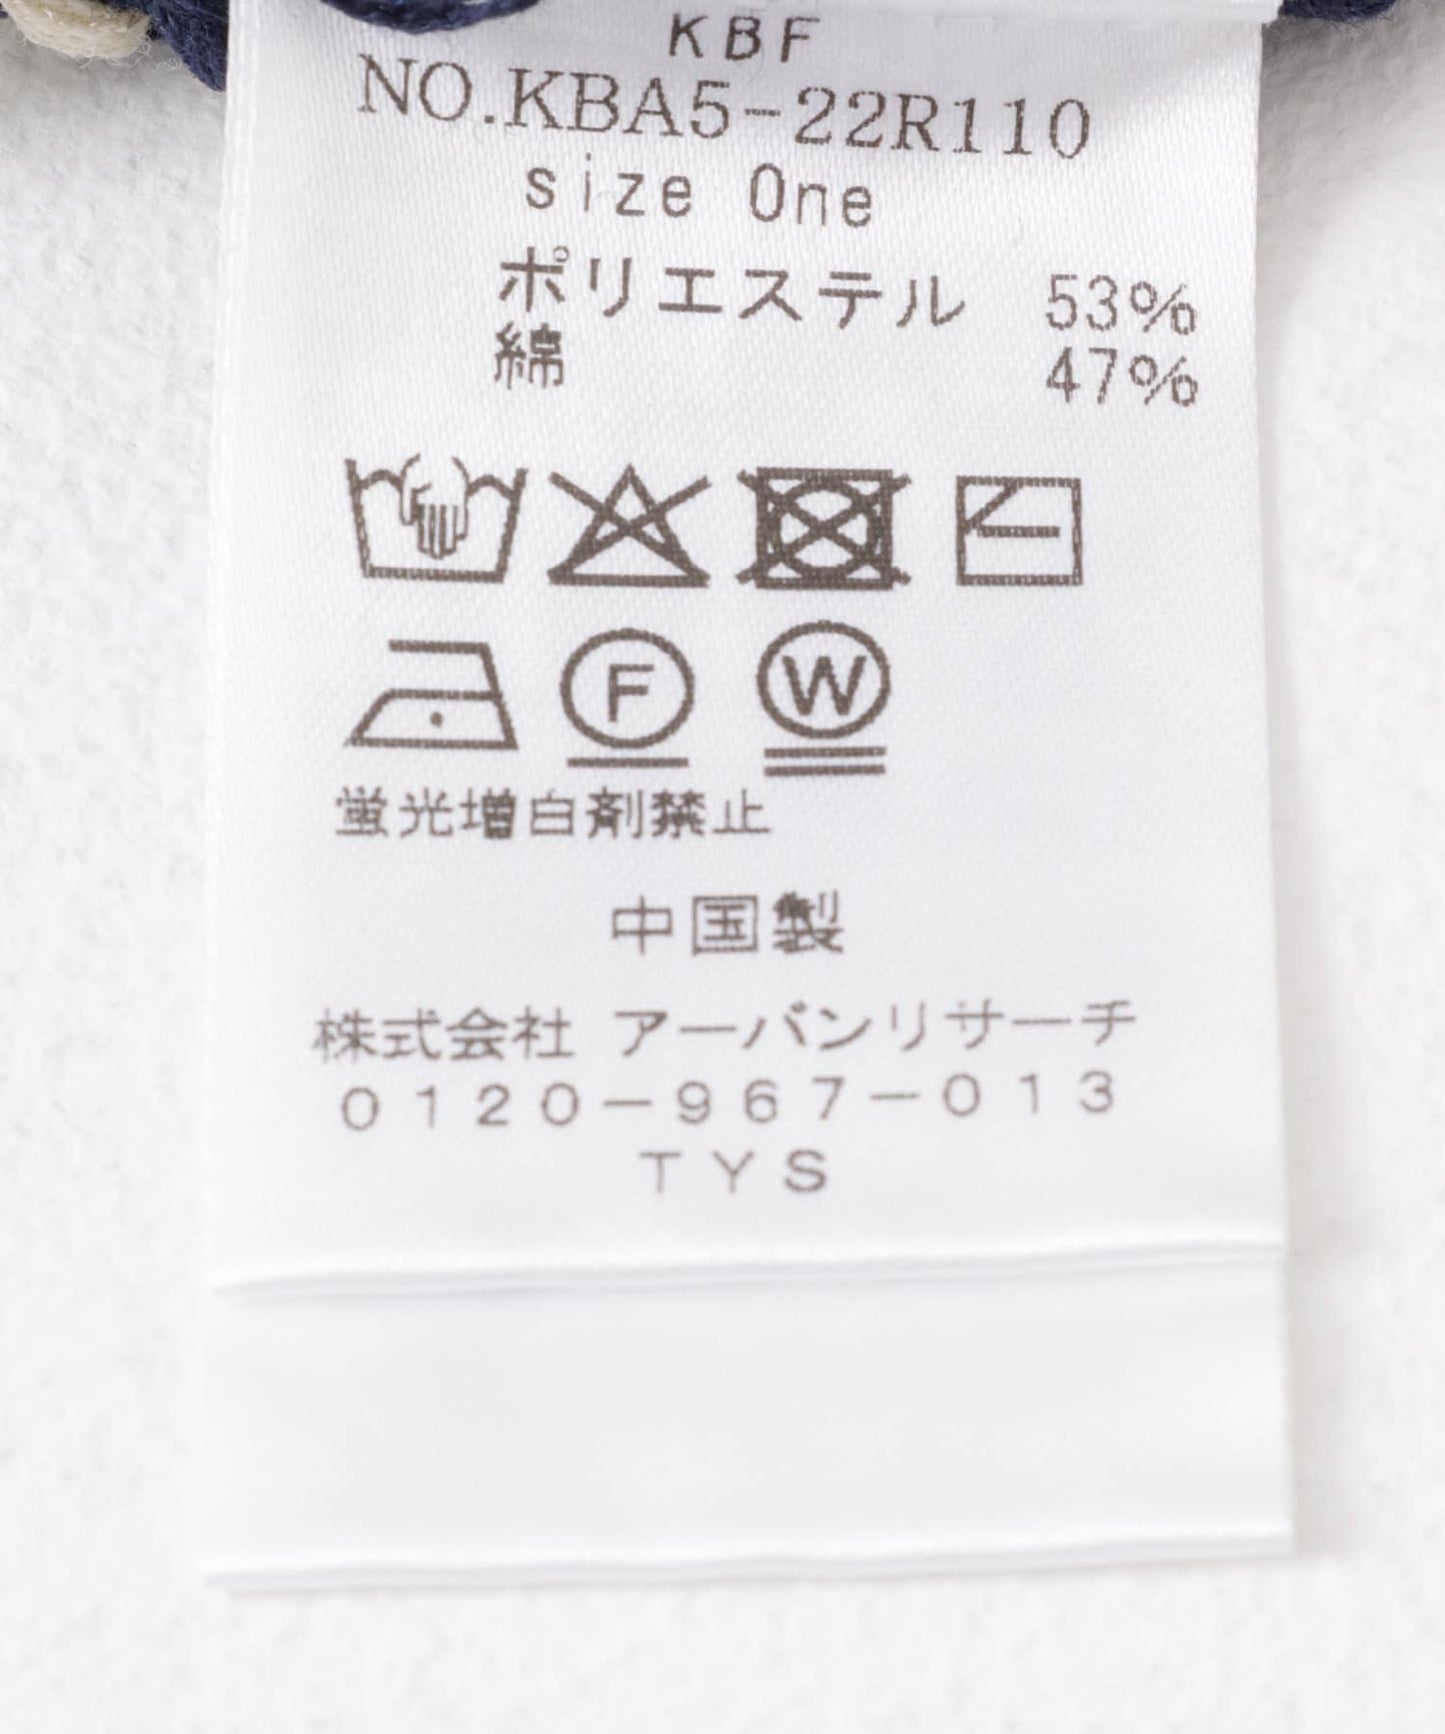 KBF
NO.KBA5-22R110
size One
ポリエステル 53%
綿 47%
F W
蛍光増白剤禁止
中国製
株式会社 アーバンリサーチ
0120-967-013
TYS